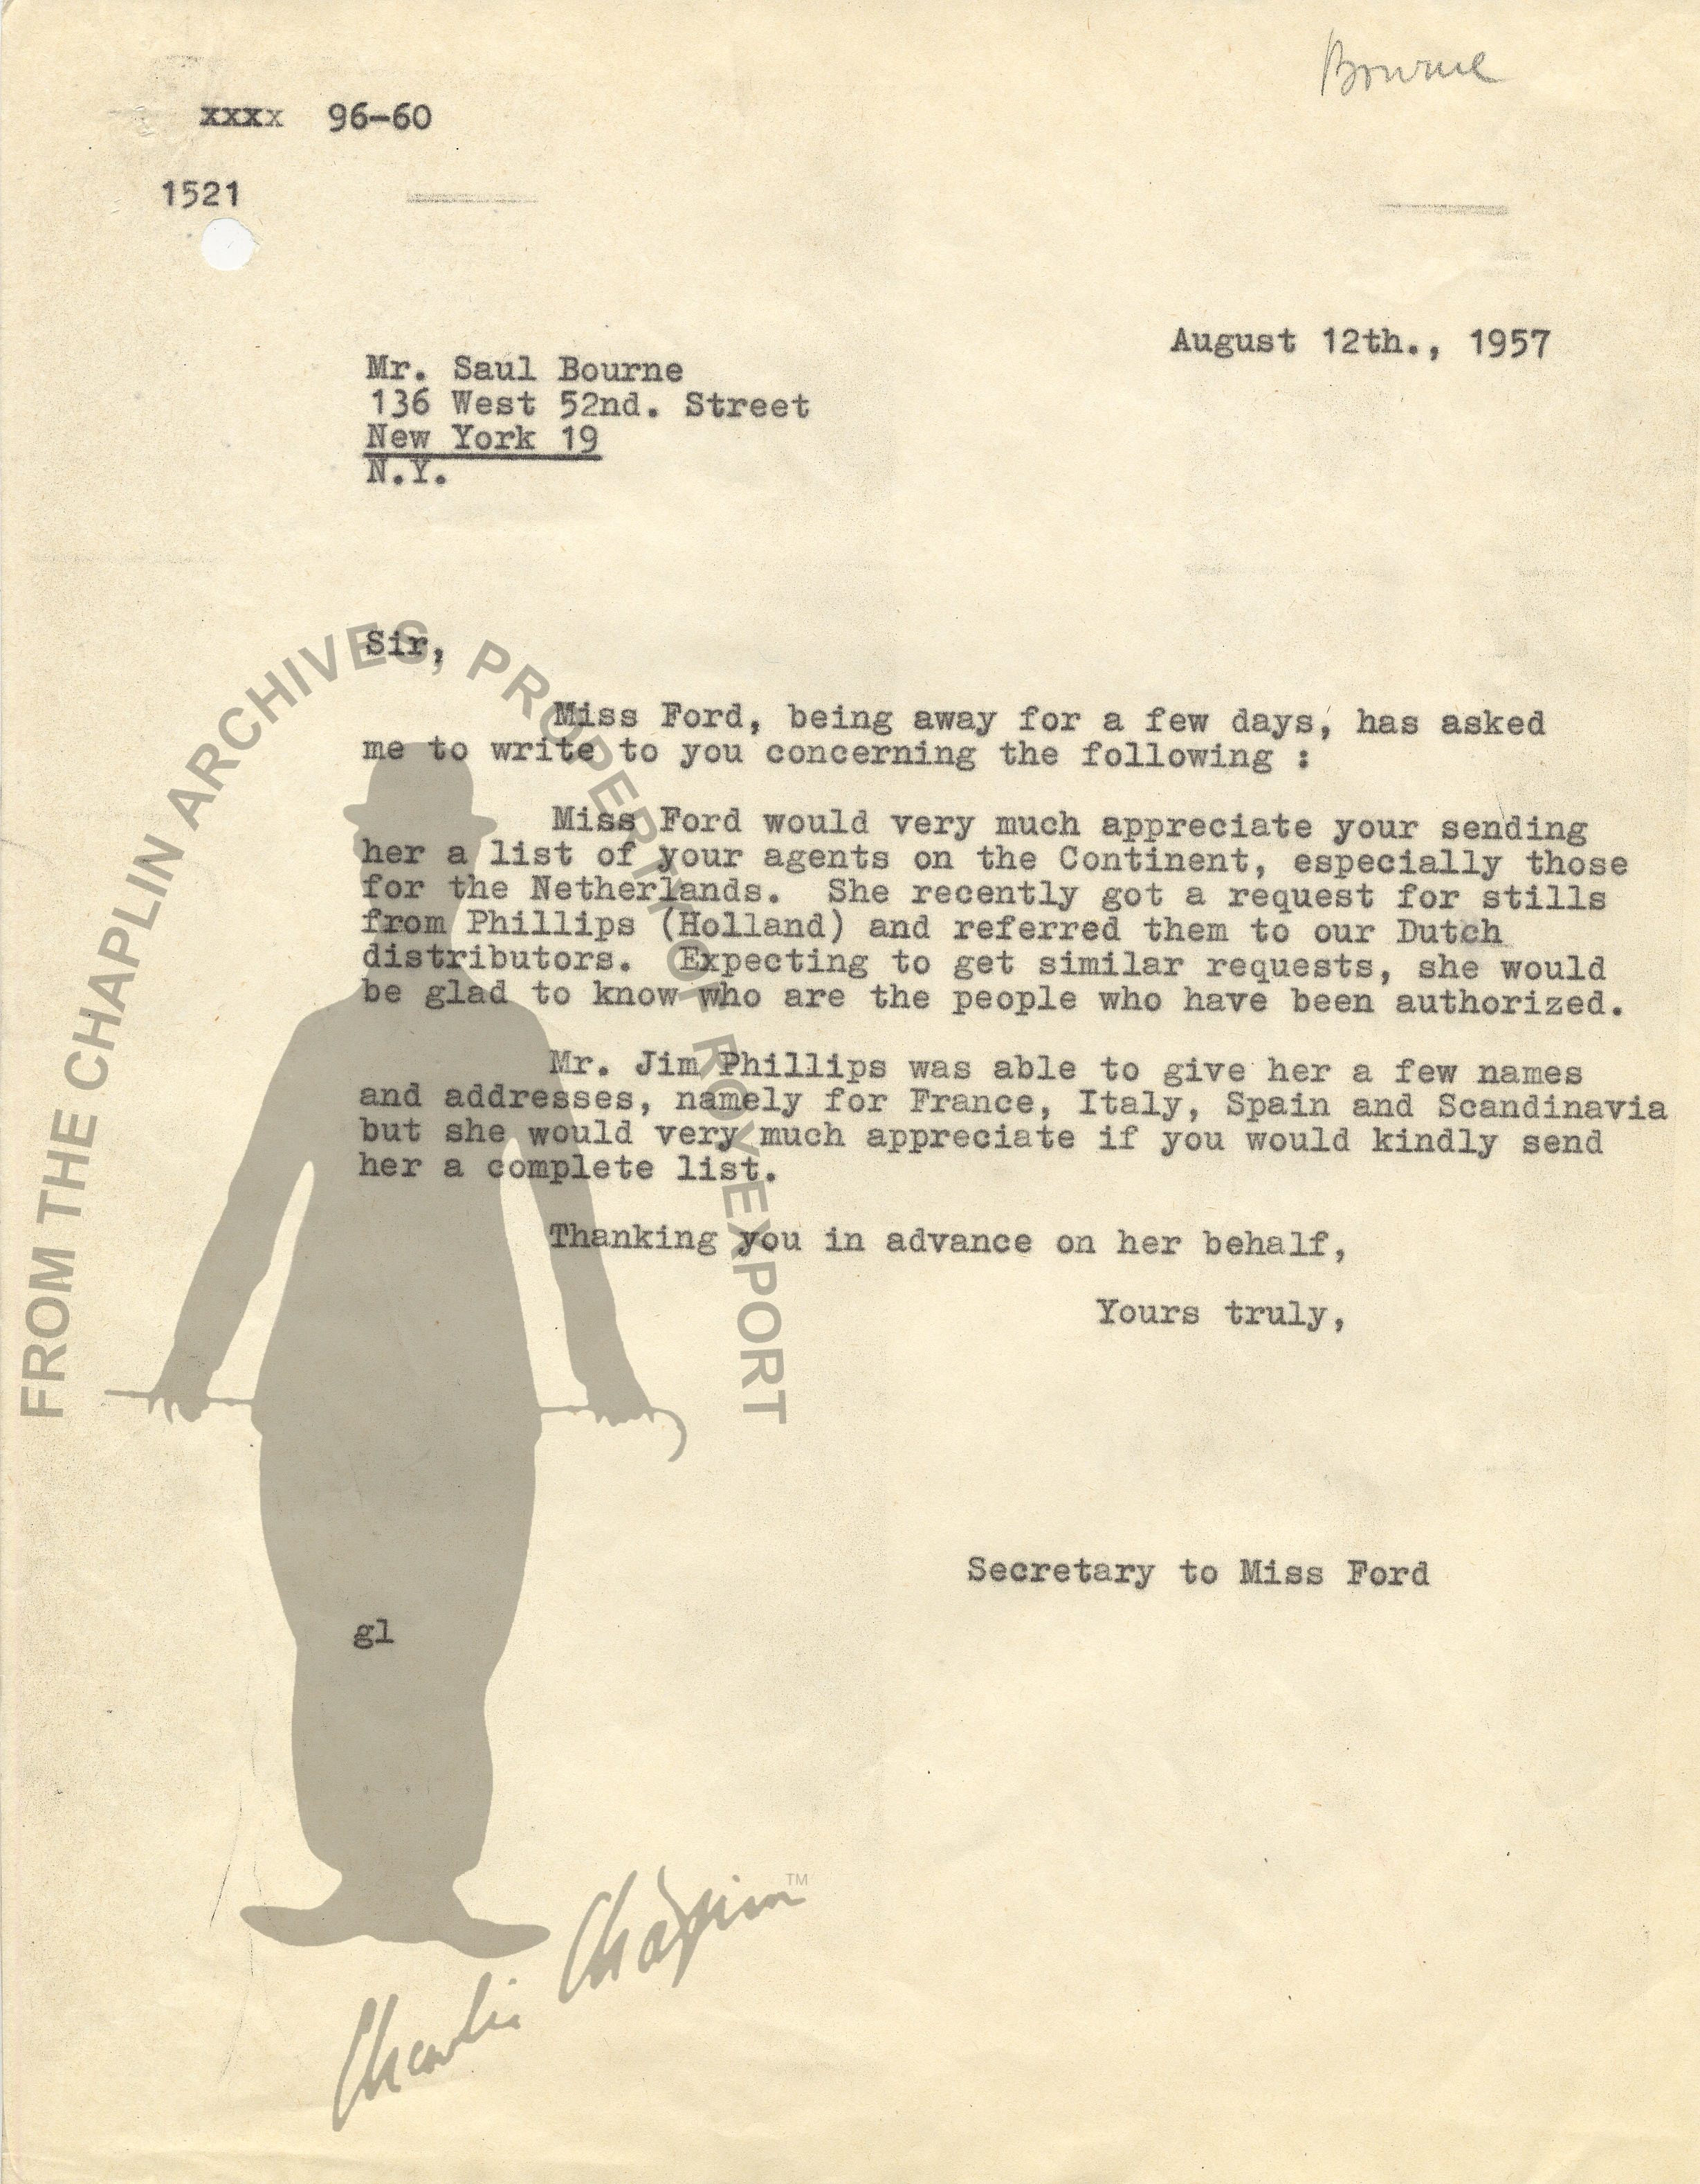 Bourne
xxxx 96-60
1521
August 12th., 1957
Mr. Saul Bourne
136 West 52nd. Street
New York 19
N.Y.
Sir,
Miss Ford, being away for a few days, has asked
me to write to you concerning the following :
Miss Ford would very much appreciate your sending
her a list of your agents on the Continent, especially those
for the Netherlands. She recently got a request for stills
from Phillips (Holland) and referred them to our Dutch
distributors. Expecting to get similar requests, she would
be glad to know who are the people who have been authorized.
Mr. Jim Phillips was able to give her a few names
and addresses, namely for France, Italy, Spain and Scandinavia
but she would very much appreciate if you would kindly send
her a complete list.
Thanking you in advance on her behalf,
Yours truly,
Secretary to Miss Ford
gl
FROM THE CHAPLIN ARCHIVES, PROPERTY OF ROY EXPORT
Charlie Chaplin™